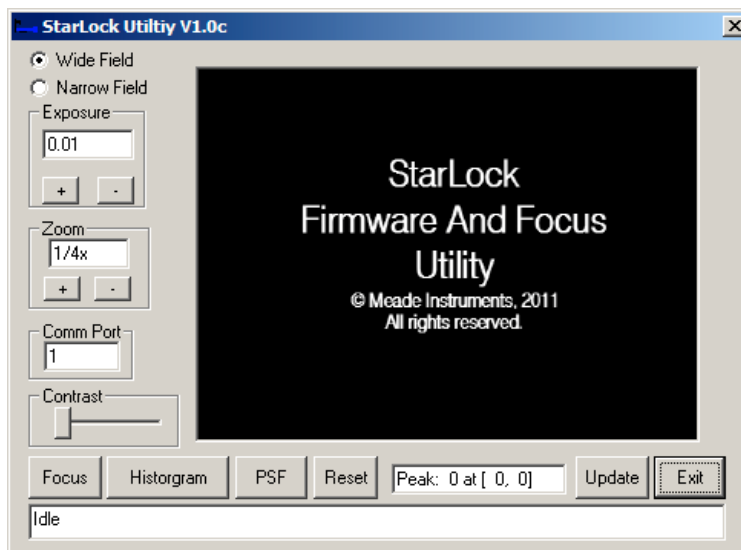 StarLock Utiltiy V1.0c
Wide Field
Narrow Field
Exposure
0.01
+ -
Zoom
1/4x
+ -
Comm Port
1
Contrast
StarLock
Firmware And Focus
Utility
© Meade Instruments, 2011
All rights reserved.
Focus Historgram PSF Reset Peak: 0 at [ 0, 0] Update Exit
Idle